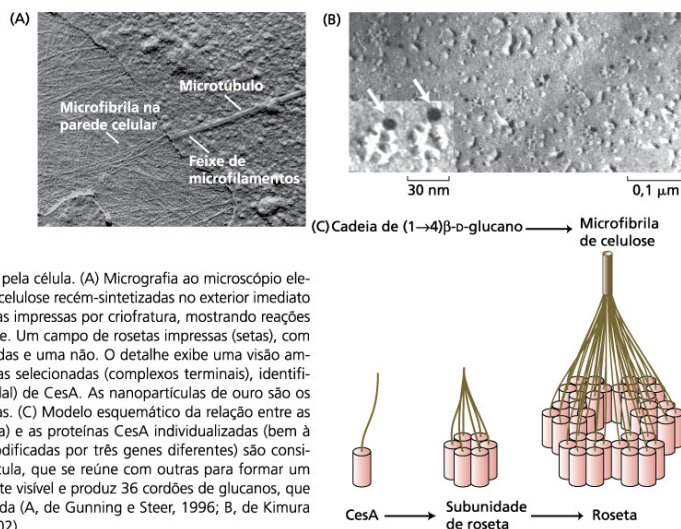 (A)
Microtúbulo
Microfibrila na
parede celular
Feixe de
microfilamentos
(B)
30 nm
0,1 μm
(C) Cadeia de (1→4)β-D-glucano → Microfibrila
de celulose
CesA → Subunidade
de roseta → Roseta
pela célula. (A) Micrografia ao microscópio ele-
celulose recém-sintetizadas no exterior imediato
as impressas por criofratura, mostrando reações
e. Um campo de rosetas impressas (setas), com
das e uma não. O detalhe exibe uma visão am-
as selecionadas (complexos terminais), identifi-
dal) de CesA. As nanopartículas de ouro são os
as. (C) Modelo esquemático da relação entre as
a) e as proteínas CesA individualizadas (bem à
odificadas por três genes diferentes) são consi-
cula, que se reúne com outras para formar um
te visível e produz 36 cordões de glucanos, que
da (A, de Gunning e Steer, 1996; B, de Kimura
02).